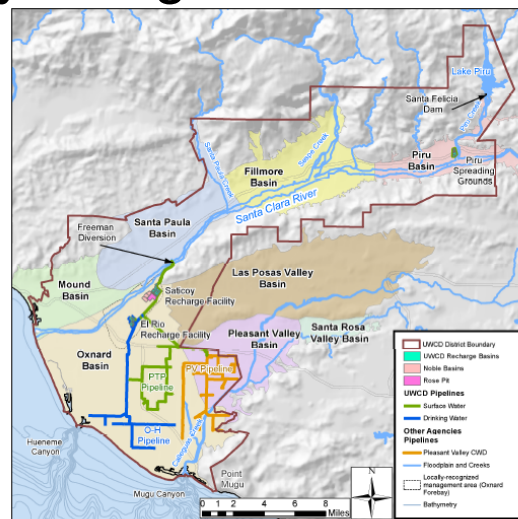 Lake Piru
Santa Felicia
Dam
Piru Creek
Piru
Basin
Piru
Spreading
Grounds
Sespe Creek
Fillmore
Basin
Santa Paula Creek
Santa Clara River
Santa Paula
Basin
Freeman
Diversion
Mound
Basin
Saticoy
Recharge Facility
El Rio
Recharge Facility
Las Posas Valley
Basin
Santa Rosa
Valley Basin
Pleasant Valley
Basin
Oxnard
Basin
PTP
Pipeline
PV Pipeline
O-H
Pipeline
Calleguas Creek
Hueneme
Canyon
Mugu Canyon
Point
Mugu
UWCD District Boundary
UWCD Recharge Basins
Noble Basins
Rose Pit
UWCD Pipelines
Surface Water
Drinking Water
Other Agencies
Pipelines
Pleasant Valley CWD
Floodplain and Creeks
Locally-recognized
management area (Oxnard
Forebay)
Bathymetry
N
0 2 4 6 8
Miles